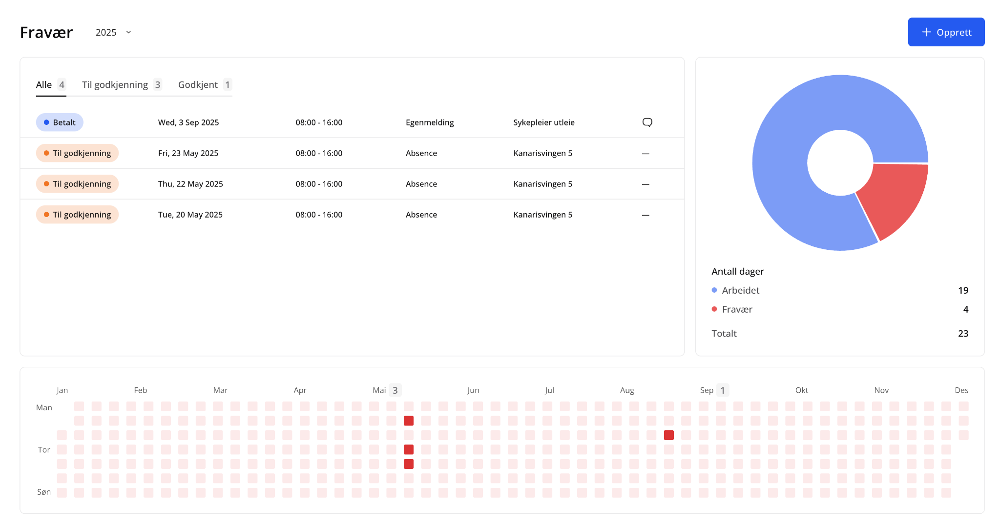 Fravær 2025 Opprett
Alle 4 Til godkjenning 3 Godkjent 1
Betalt Wed, 3 Sep 2025 08:00 - 16:00 Egenmelding Sykepleier utleie
Til godkjenning Fri, 23 May 2025 08:00 - 16:00 Absence Kanarisvingen 5 —
Til godkjenning Thu, 22 May 2025 08:00 - 16:00 Absence Kanarisvingen 5 —
Til godkjenning Tue, 20 May 2025 08:00 - 16:00 Absence Kanarisvingen 5 —
Antall dager
Arbeidet 19
Fravær 4
Totalt 23
Jan Feb Mar Apr Mai 3 Jun Jul Aug Sep 1 Okt Nov Des
Man
Tor
Søn